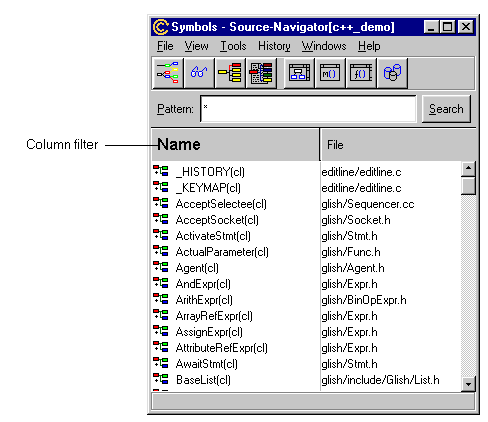 Symbols - Source-Navigator[c++_demo]
File View Tools History Windows Help
M() f()
Pattern: * Search
Column filter Name File
_HISTORY(cl) editline/editline.c
_KEYMAP(cl) editline/editline.c
AcceptSelectee(cl) glish/Sequencer.cc
AcceptSocket(cl) glish/Socket.h
ActivateStmt(cl) glish/Stmt.h
ActualParameter(cl) glish/Func.h
Agent(cl) glish/Agent.h
AndExpr(cl) glish/Expr.h
ArithExpr(cl) glish/BinOpExpr.h
ArrayRefExpr(cl) glish/Expr.h
AssignExpr(cl) glish/Expr.h
AttributeRefExpr(cl) glish/Expr.h
AwaitStmt(cl) glish/Stmt.h
BaseList(cl) glish/include/Glish/List.h